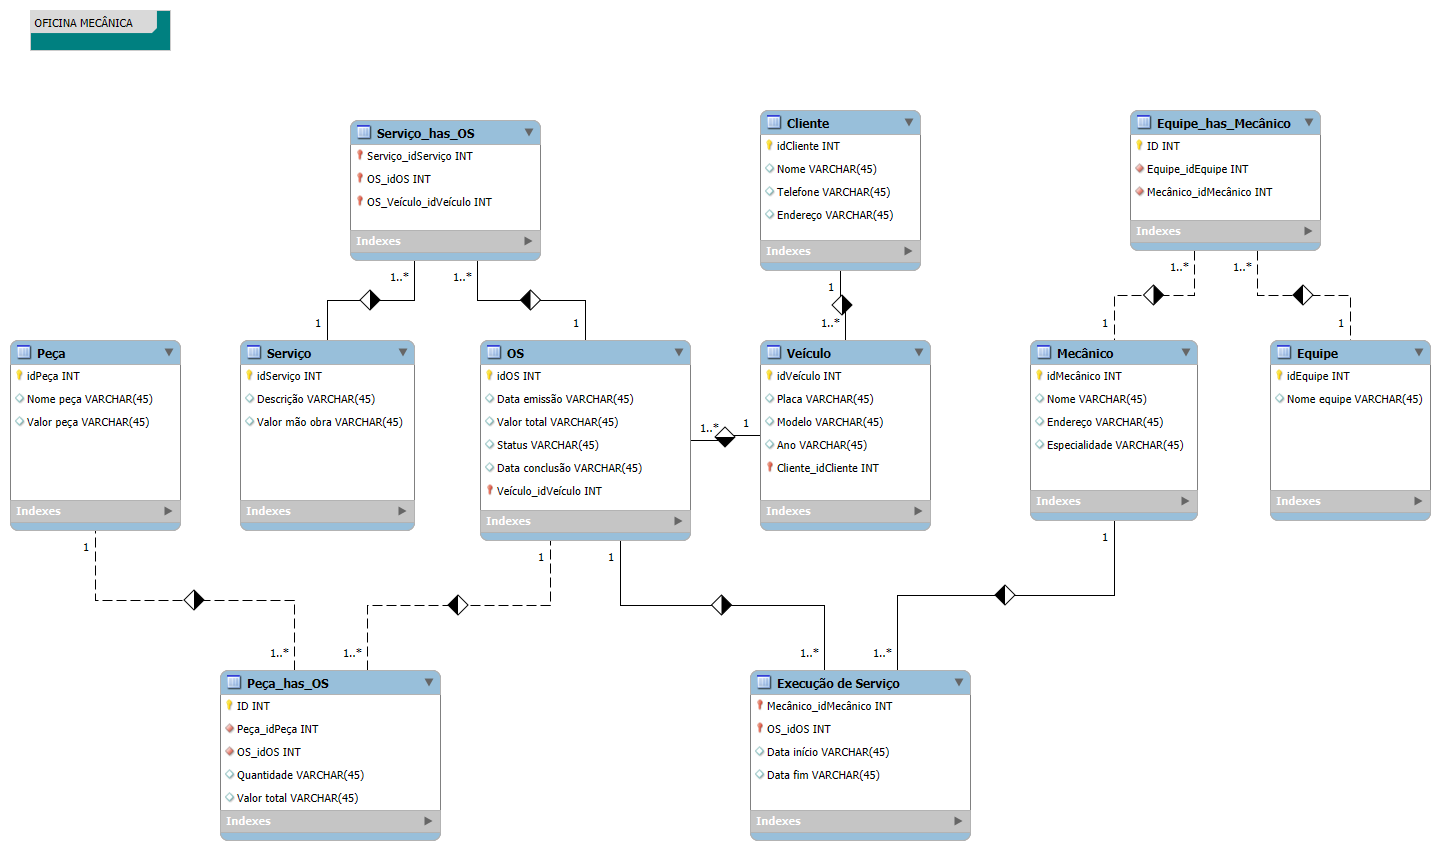 OFICINA MECÂNICA
Serviço_has_OS
Serviço_idServiço INT
OS_idOS INT
OS_Veículo_idVeículo INT
Indexes
Cliente
idCliente INT
Nome VARCHAR(45)
Telefone VARCHAR(45)
Endereço VARCHAR(45)
Indexes
Equipe_has_Mecânico
ID INT
Equipe_idEquipe INT
Mecânico_idMecânico INT
Indexes
1..*
1..*
1
1
1
1..*
1..*
1..*
1
1
Peça
idPeça INT
Nome peça VARCHAR(45)
Valor peça VARCHAR(45)
Indexes
Serviço
idServiço INT
Descrição VARCHAR(45)
Valor mão obra VARCHAR(45)
Indexes
OS
idOS INT
Data emissão VARCHAR(45)
Valor total VARCHAR(45)
Status VARCHAR(45)
Data conclusão VARCHAR(45)
Veículo_idVeículo INT
Indexes
1..*
1
Veículo
idVeículo INT
Placa VARCHAR(45)
Modelo VARCHAR(45)
Ano VARCHAR(45)
Cliente_idCliente INT
Indexes
Mecânico
idMecânico INT
Nome VARCHAR(45)
Endereço VARCHAR(45)
Especialidade VARCHAR(45)
Indexes
Equipe
idEquipe INT
Nome equipe VARCHAR(45)
Indexes
1
1
1
1
1..*
1..*
1..*
1..*
Peça_has_OS
ID INT
Peça_idPeça INT
OS_idOS INT
Quantidade VARCHAR(45)
Valor total VARCHAR(45)
Indexes
Execução de Serviço
Mecânico_idMecânico INT
OS_idOS INT
Data início VARCHAR(45)
Data fim VARCHAR(45)
Indexes